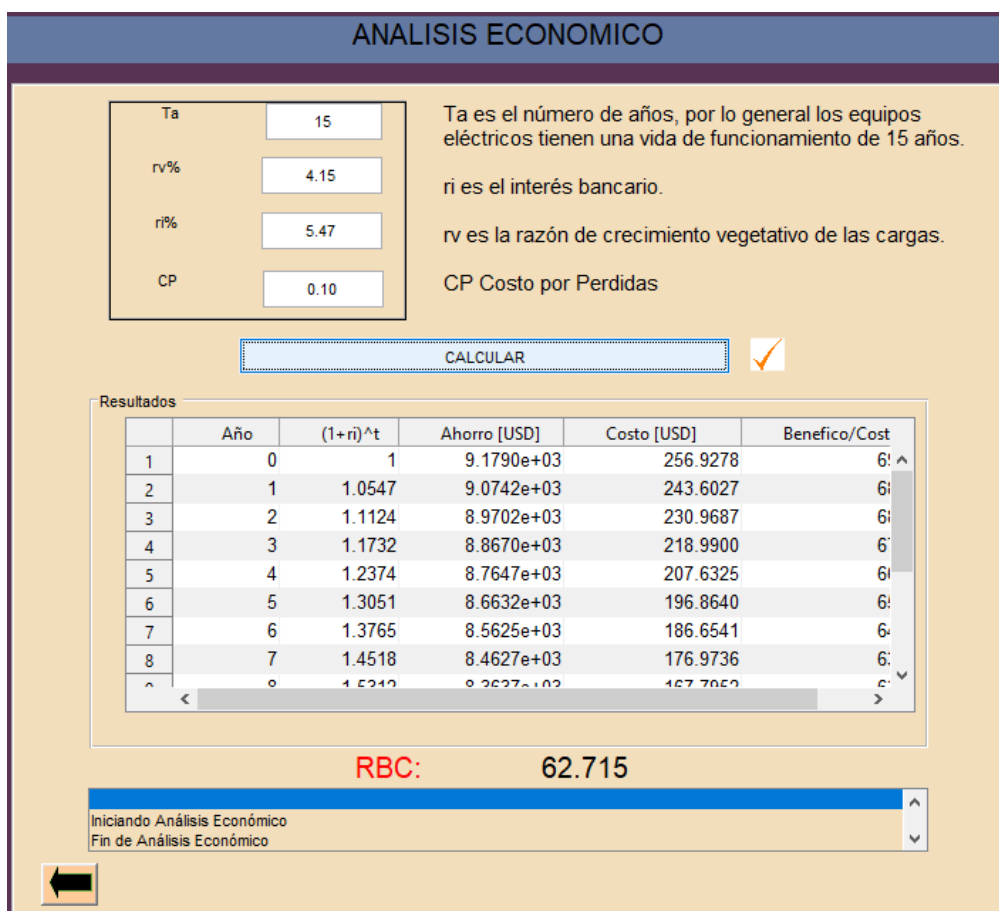 ANALISIS ECONOMICO
Ta 15
rv% 4.15
ri% 5.47
CP 0.10
Ta es el número de años, por lo general los equipos
eléctricos tienen una vida de funcionamiento de 15 años.
ri es el interés bancario.
rv es la razón de crecimiento vegetativo de las cargas.
CP Costo por Perdidas
CALCULAR
Resultados
Año (1+ri)^t Ahorro [USD] Costo [USD] Benefico/Cost
1 0 1 9.1790e+03 256.9278
2 1 1.0547 9.0742e+03 243.6027
3 2 1.1124 8.9702e+03 230.9687
4 3 1.1732 8.8670e+03 218.9900
5 4 1.2374 8.7647e+03 207.6325
6 5 1.3051 8.6632e+03 196.8640
7 6 1.3765 8.5625e+03 186.6541
8 7 1.4518 8.4627e+03 176.9736
RBC: 62.715
Iniciando Análisis Económico
Fin de Análisis Económico